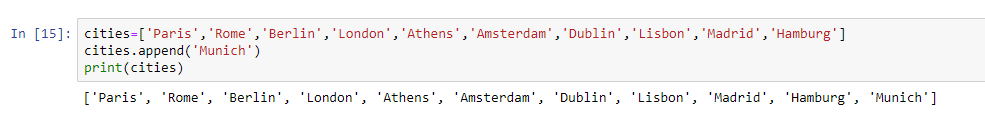 In [15]: cities=['Paris','Rome','Berlin','London','Athens','Amsterdam','Dublin','Lisbon','Madrid','Hamburg']
cities.append('Munich')
print(cities)
['Paris', 'Rome', 'Berlin', 'London', 'Athens', 'Amsterdam', 'Dublin', 'Lisbon', 'Madrid', 'Hamburg', 'Munich']